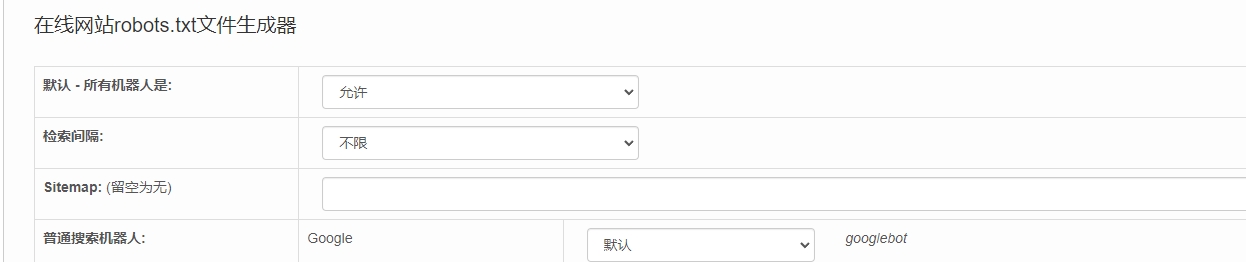 在线网站robots.txt文件生成器
默认 - 所有机器人是: 允许
检索间隔: 不限
Sitemap: (留空为无)
普通搜索机器人: Google 默认 googlebot